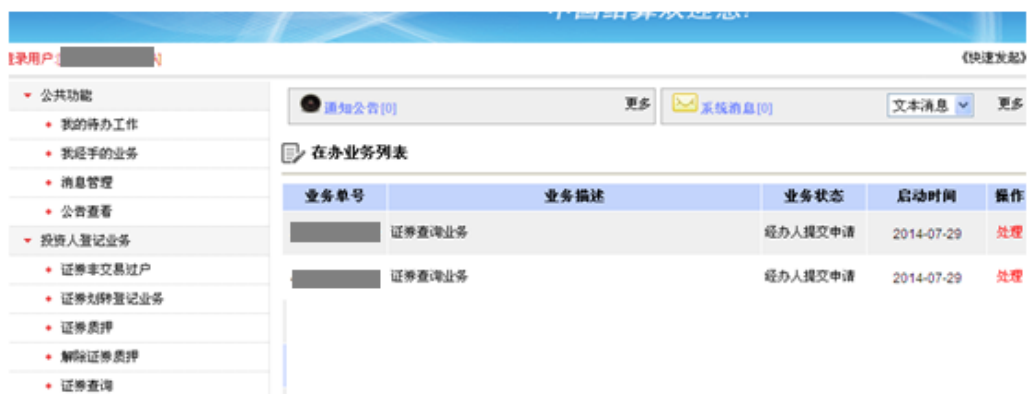 中国结算欢迎您!
登录用户:
《快速发起》
公共功能
我的待办工作
我经手的业务
消息管理
公告查看
投资人登记业务
证券非交易过户
证券划转登记业务
证券质押
解除证券质押
证券查询
通知公告[0] 更多
系统消息[0] 文本消息 更多
在办业务列表
业务单号 业务描述 业务状态 启动时间 操作
证券查询业务 经办人提交申请 2014-07-29 处理
证券查询业务 经办人提交申请 2014-07-29 处理